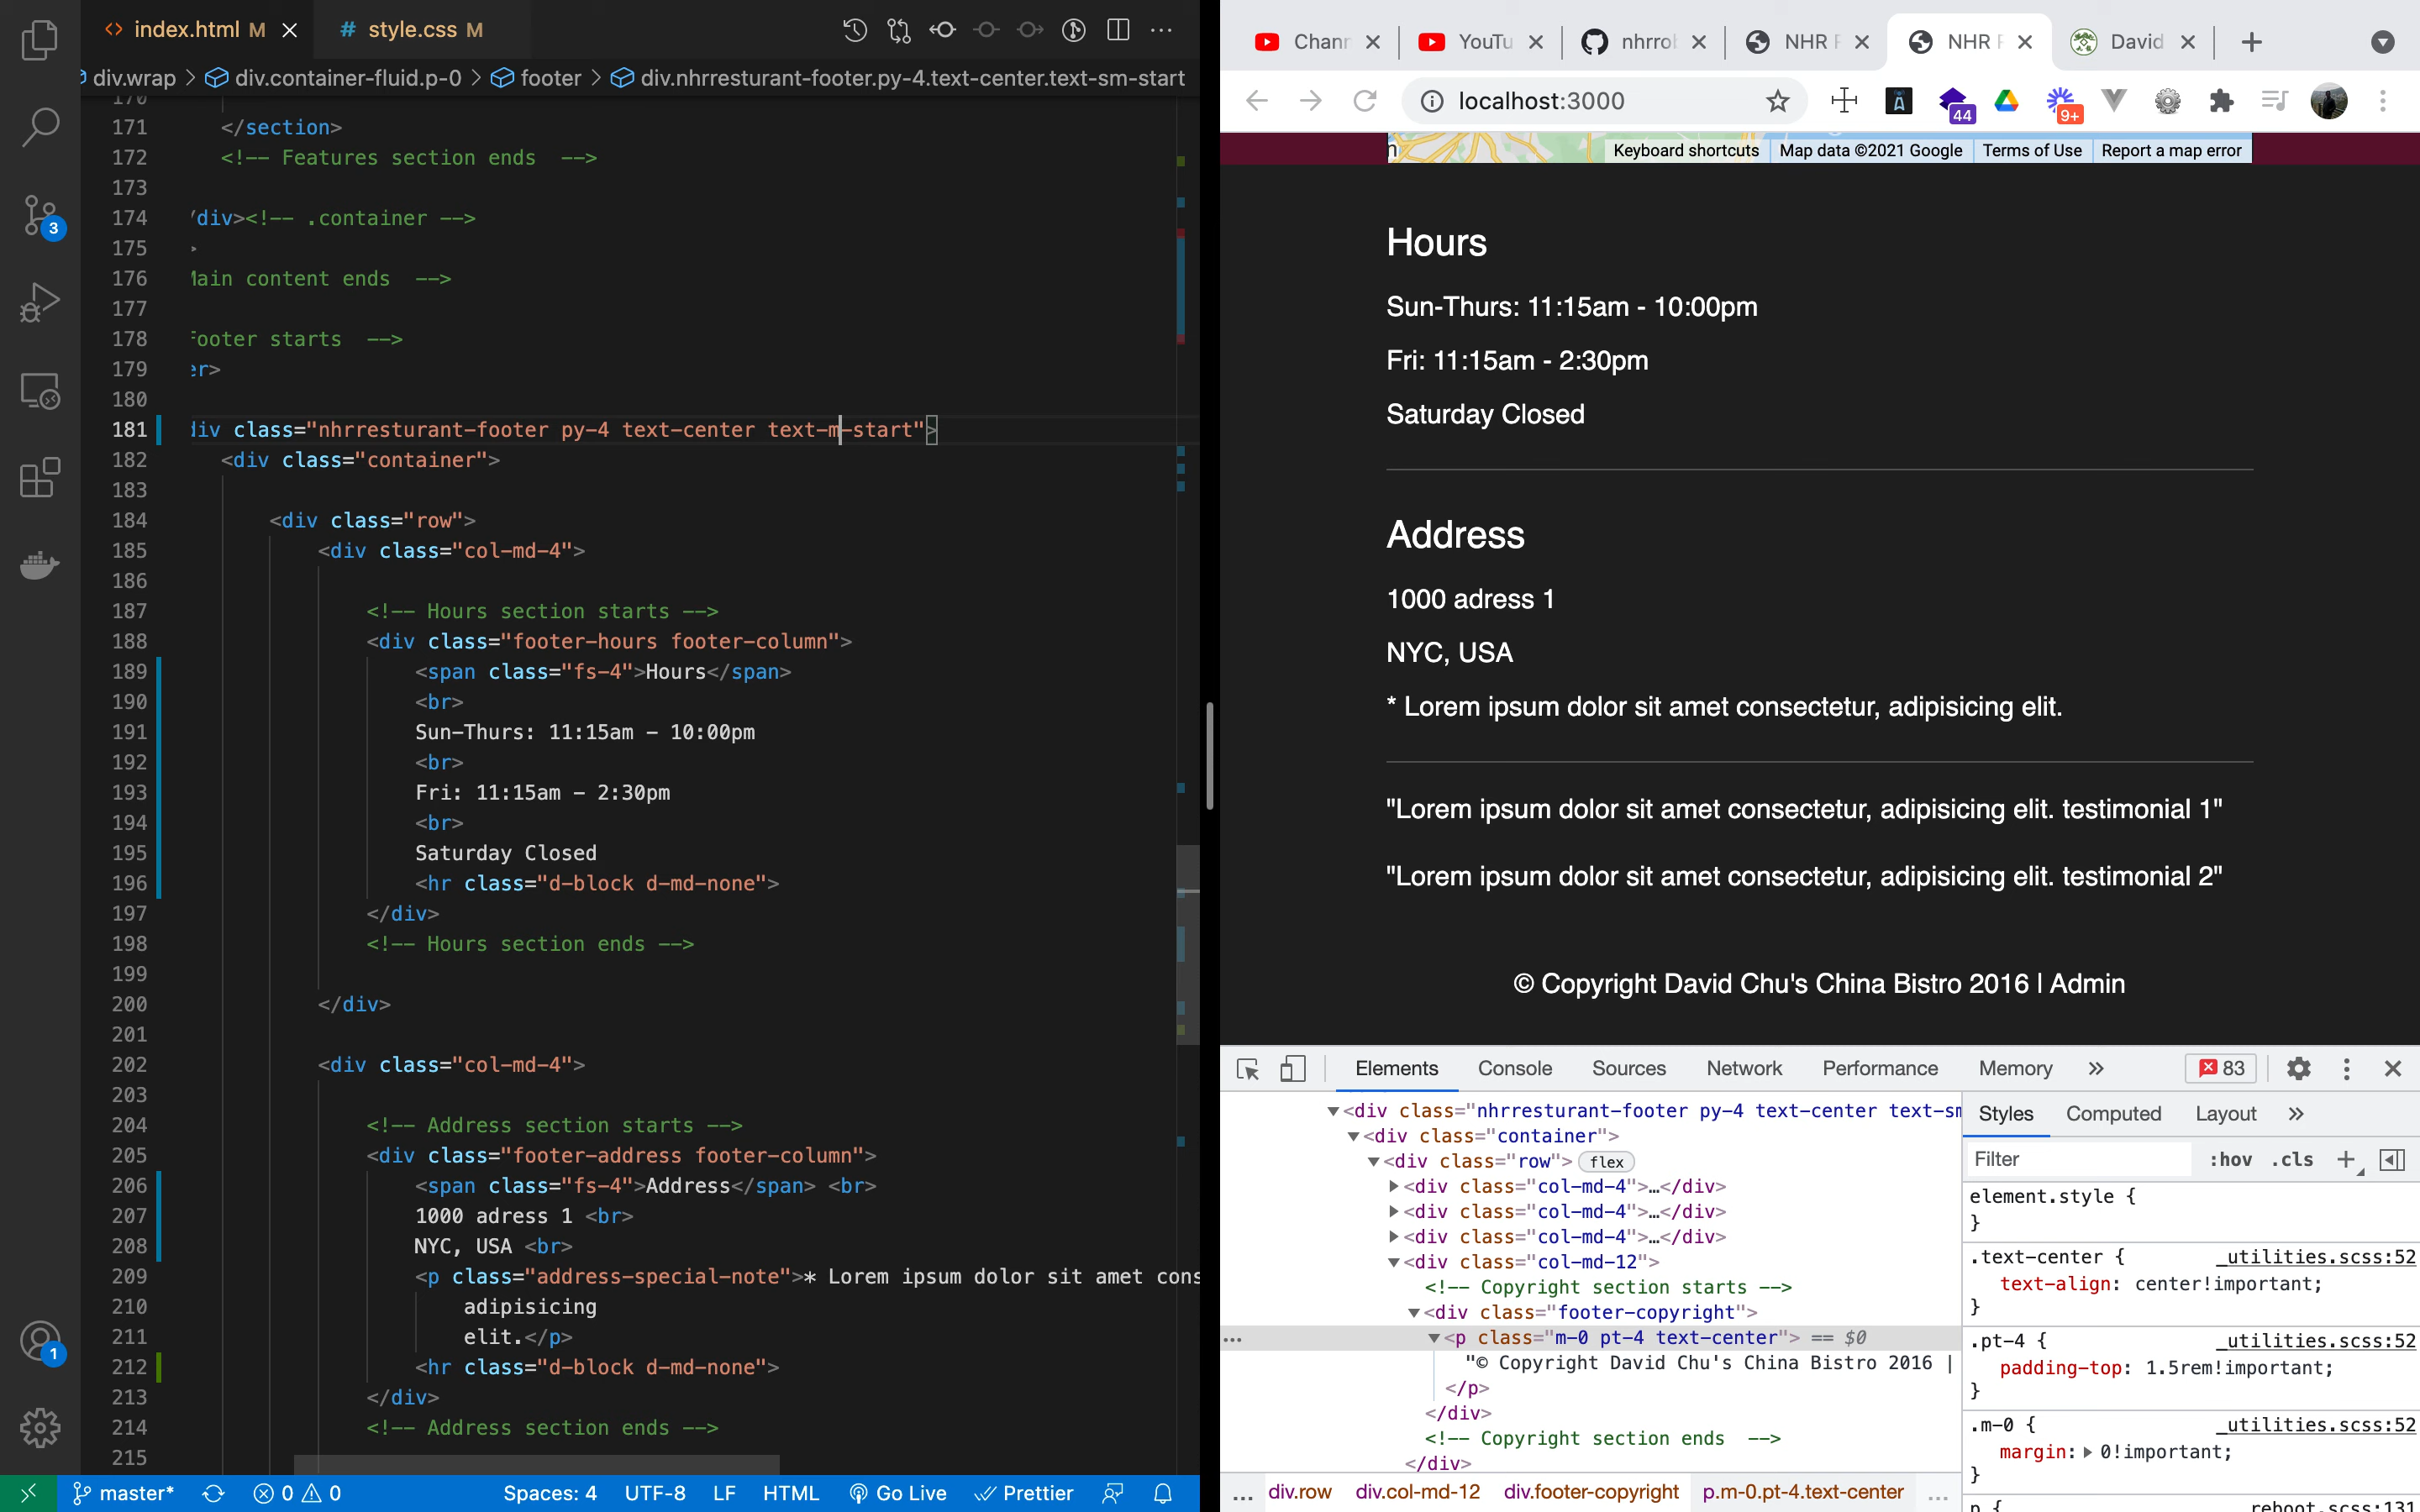 index.html M
# style.css M
div.wrap > div.container-fluid.p-0 > footer > div.nhrresturant-footer.py-4.text-center.text-sm-start
170
171 </section>
172 <!-- Features section ends -->
173
174 /div><!-- .container -->
175 >
176 Main content ends -->
177
178 Footer starts -->
179 er>
180
181 div class="nhrresturant-footer py-4 text-center text-m-start">
182 <div class="container">
183
184 <div class="row">
185 <div class="col-md-4">
186
187 <!-- Hours section starts -->
188 <div class="footer-hours footer-column">
189 <span class="fs-4">Hours</span>
190 <br>
191 Sun-Thurs: 11:15am - 10:00pm
192 <br>
193 Fri: 11:15am - 2:30pm
194 <br>
195 Saturday Closed
196 <hr class="d-block d-md-none">
197 </div>
198 <!-- Hours section ends -->
199
200 </div>
201
202 <div class="col-md-4">
203
204 <!-- Address section starts -->
205 <div class="footer-address footer-column">
206 <span class="fs-4">Address</span> <br>
207 1000 adress 1 <br>
208 NYC, USA <br>
209 <p class="address-special-note">* Lorem ipsum dolor sit amet cons
210 adipisicing
211 elit.</p>
212 <hr class="d-block d-md-none">
213 </div>
214 <!-- Address section ends -->
215
3
1
master* 0 0 Spaces: 4 UTF-8 LF HTML Go Live Prettier
Chann
YouTu
nhrrol
NHR F
NHR F
David
localhost:3000
44
9+
n
Keyboard shortcuts
Map data ©2021 Google
Terms of Use
Report a map error
Hours
Sun-Thurs: 11:15am - 10:00pm
Fri: 11:15am - 2:30pm
Saturday Closed
Address
1000 adress 1
NYC, USA
* Lorem ipsum dolor sit amet consectetur, adipisicing elit.
"Lorem ipsum dolor sit amet consectetur, adipisicing elit. testimonial 1"
"Lorem ipsum dolor sit amet consectetur, adipisicing elit. testimonial 2"
© Copyright David Chu's China Bistro 2016 | Admin
Elements Console Sources Network Performance Memory » 83
<div class="nhrresturant-footer py-4 text-center text-sm
<div class="container">
<div class="row"> flex
<div class="col-md-4">…</div>
<div class="col-md-4">…</div>
<div class="col-md-4">…</div>
<div class="col-md-12">
<!-- Copyright section starts -->
<div class="footer-copyright">
... <p class="m-0 pt-4 text-center"> == $0
"© Copyright David Chu's China Bistro 2016 |
</p>
</div>
<!-- Copyright section ends -->
</div>
... div.row div.col-md-12 div.footer-copyright p.m-0.pt-4.text-center ...
Styles Computed Layout »
Filter :hov .cls +
element.style {
}
.text-center { _utilities.scss:52
text-align: center!important;
}
.pt-4 { _utilities.scss:52
padding-top: 1.5rem!important;
}
.m-0 { _utilities.scss:52
margin: 0!important;
}
p { _reboot.scss:131